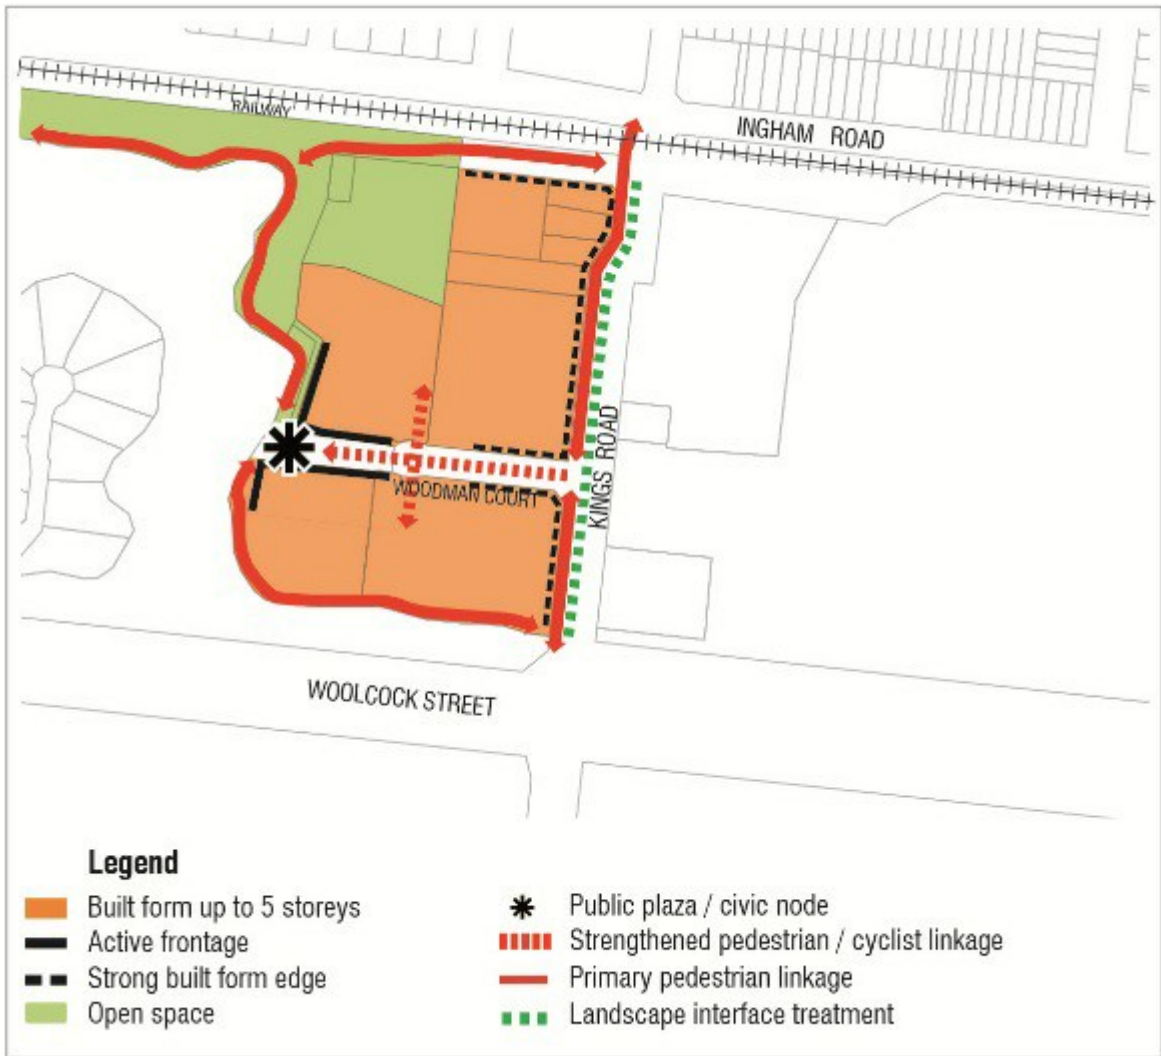 RAILWAY
INGHAM ROAD
KINGS ROAD
WOODMAN COURT
WOOLCOCK STREET
Legend
Built form up to 5 storeys
Active frontage
Strong built form edge
Open space
Public plaza / civic node
Strengthened pedestrian / cyclist linkage
Primary pedestrian linkage
Landscape interface treatment